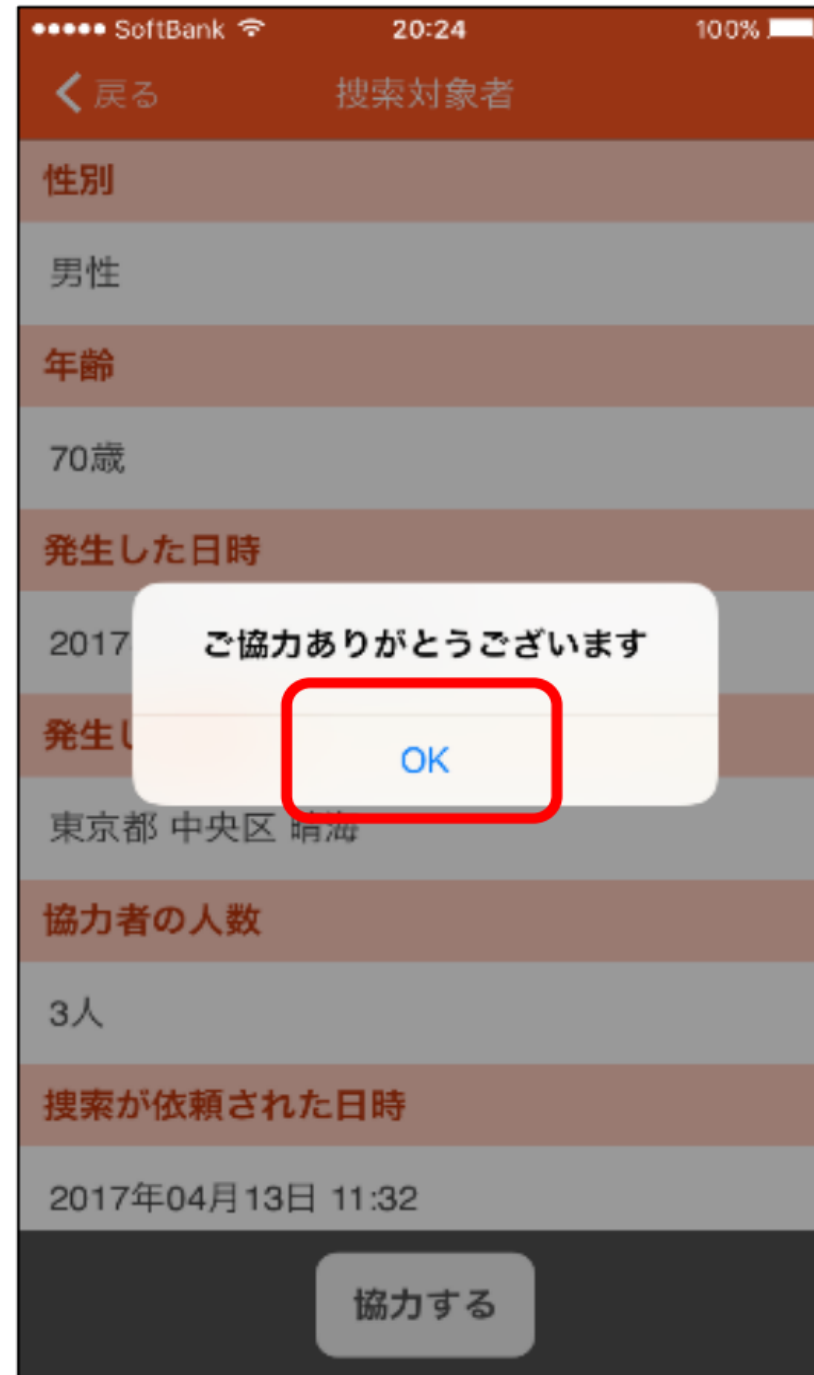 SoftBank 20:24 100%
戻る 捜索対象者
性別
男性
年齢
70歳
発生した日時
2017
ご協力ありがとうございます
発生し
OK
東京都 中央区 晴海
協力者の人数
3人
捜索が依頼された日時
2017年04月13日 11:32
協力する